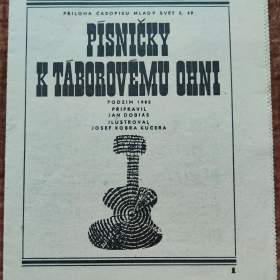 PŘÍLOHA ČASOPISU MLADÝ SVĚT Č. 49
PÍSNIČKY
K TÁBOROVÉMU OHNI
PODZIM 1982
PŘIPRAVIL
JAN DOBIÁŠ
ILUSTROVAL
JOSEF KOBRA KUČERA
1